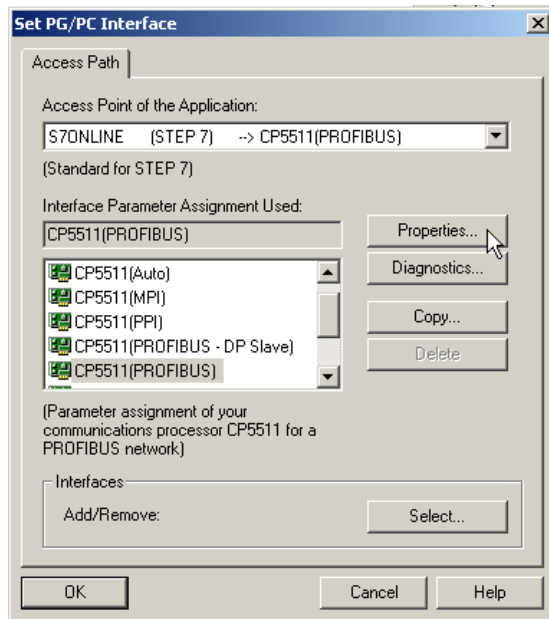 Set PG/PC Interface
Access Path
Access Point of the Application:
S7ONLINE (STEP 7) --> CP5511(PROFIBUS)
(Standard for STEP 7)
Interface Parameter Assignment Used:
CP5511(PROFIBUS)
Properties...
CP5511(Auto)
Diagnostics...
CP5511(MPI)
CP5511(PPI)
Copy...
CP5511(PROFIBUS - DP Slave)
Delete
CP5511(PROFIBUS)
(Parameter assignment of your
communications processor CP5511 for a
PROFIBUS network)
Interfaces
Add/Remove:
Select...
OK
Cancel
Help